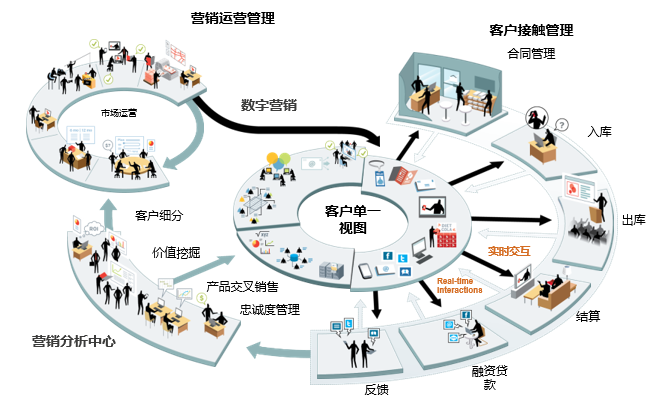 营销运营管理
客户接触管理
合同管理
数字营销
市场运营
入库
客户单一
视图
客户细分
出库
价值挖掘
实时交互
产品交叉销售
Real-time
Interactions
忠诚度管理
结算
营销分析中心
融资贷
款
反馈
ROI